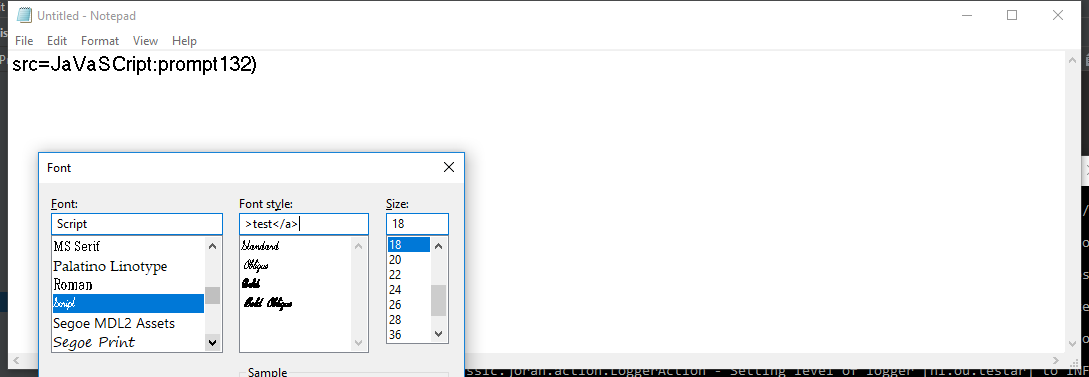 Untitled - Notepad
File Edit Format View Help
src=JaVaSCript:prompt132)
Font
Font: Font style: Size:
Script >test</a> 18
MS Serif
Palatino Linotype
Roman
Script
Segoe MDL2 Assets
Segoe Print
Standard
Oblique
Bold
Bold Oblique
18
20
22
24
26
28
36
Sample
ssic.joran.action.LoggerAction - Setting level of logger [nl.ou.testar] to INF